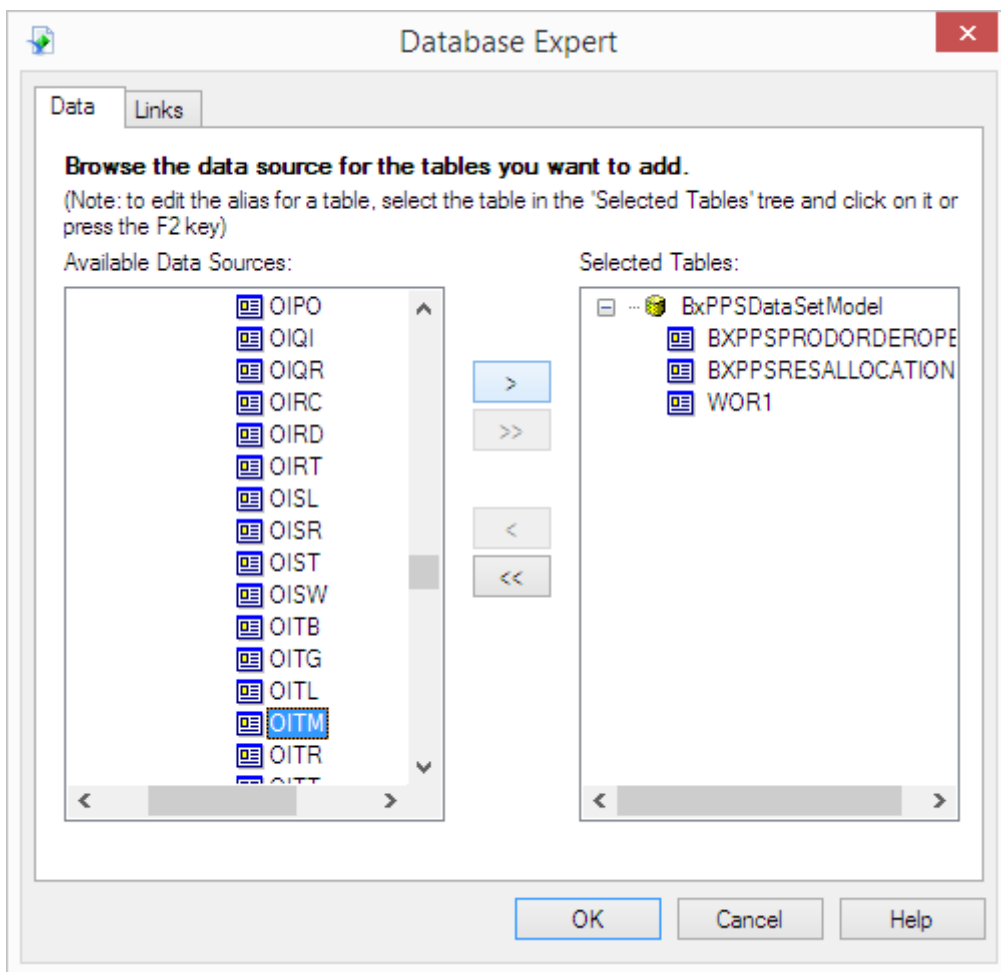 Database Expert
Data
Links
Browse the data source for the tables you want to add.
(Note: to edit the alias for a table, select the table in the 'Selected Tables' tree and click on it or
press the F2 key)
Available Data Sources:
Selected Tables:
OIPO
OIQI
OIQR
OIRC
OIRD
OIRT
OISL
OISR
OIST
OISW
OITB
OITG
OITL
OITM
OITR
>
>>
<
<<
BxPPSDataSetModel
BXPPSPRODORDEROPE
BXPPSRESALLOCATION
WOR1
OK
Cancel
Help